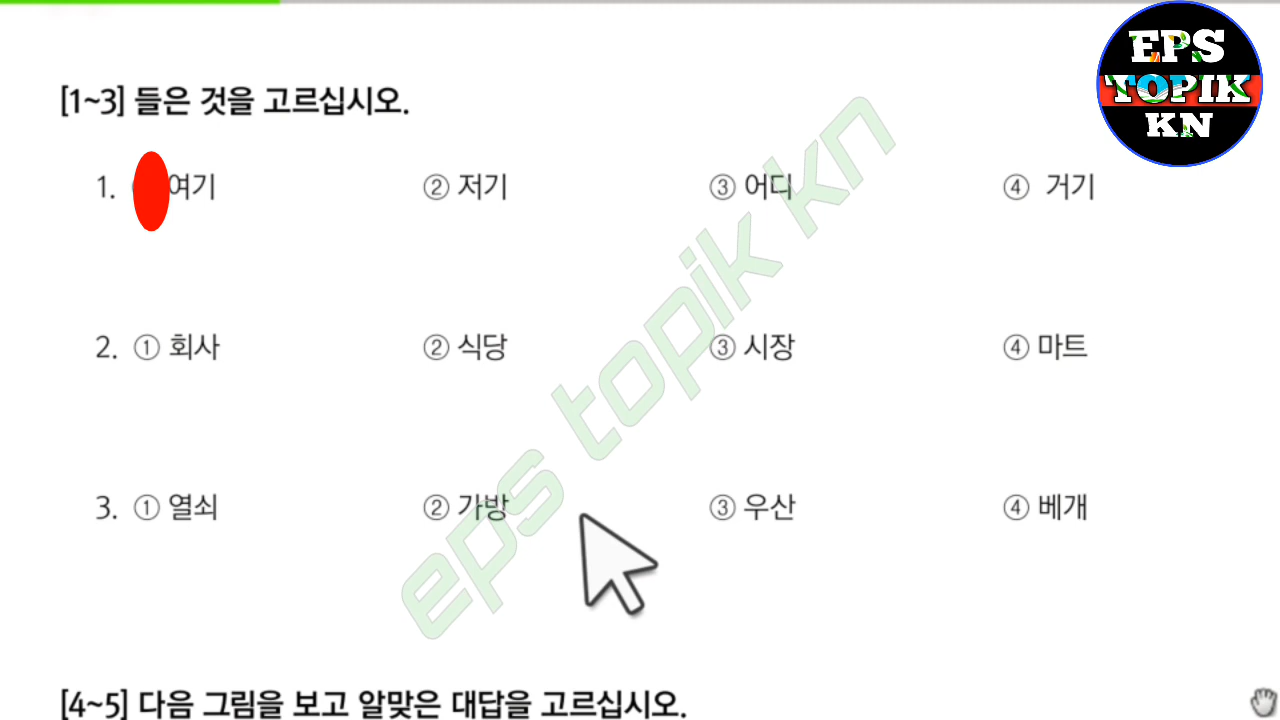 EPS
TOPIK
KN
[1~3] 들은 것을 고르십시오.
1. 여기 ② 저기 ③ 어디 ④ 거기
2. ① 회사 ② 식당 ③ 시장 ④ 마트
3. ① 열쇠 ② 가방 ③ 우산 ④ 베개
eps topik kn
[4~5] 다음 그림을 보고 알맞은 대답을 고르십시오.